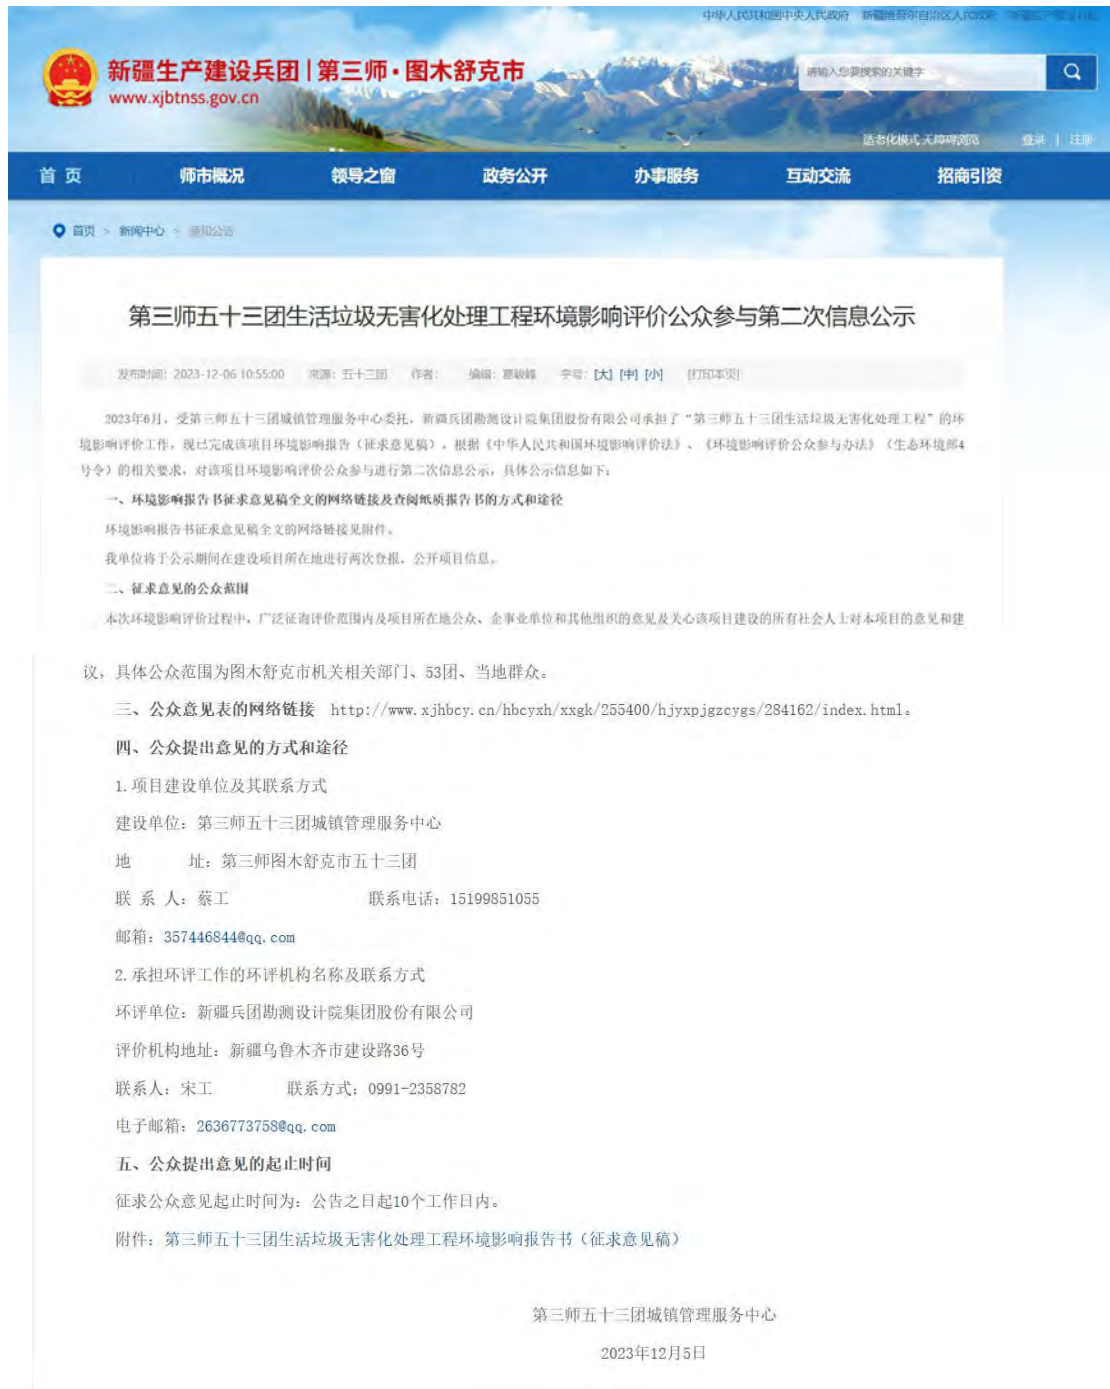 中华人民共和国中央人民政府 新疆维吾尔自治区人民政府
新疆生产建设兵团 | 第三师·图木舒克市
www.xjbtnss.gov.cn
请输入您要搜索的关键字
适老化模式 无障碍浏览 登录 | 注册
首 页 师市概况 领导之窗 政务公开 办事服务 互动交流 招商引资
首页 > 新闻中心 > 通知公告
第三师五十三团生活垃圾无害化处理工程环境影响评价公众参与第二次信息公示
发布时间：2023-12-06 10:55:00 来源：五十三团 作者： 编辑：葛峻峰 字号：[大] [中] [小] [打印本页]
2023年6月，受第三师五十三团城镇管理服务中心委托，新疆兵团勘测设计院集团股份有限公司承担了“第三师五十三团生活垃圾无害化处理工程”的环
境影响评价工作，现已完成该项目环境影响报告（征求意见稿）。根据《中华人民共和国环境影响评价法》、《环境影响评价公众参与办法》（生态环境部4
号令）的相关要求，对该项目环境影响评价公众参与进行第二次信息公示，具体公示信息如下：
一、环境影响报告书征求意见稿全文的网络链接及查阅纸质报告书的方式和途径
环境影响报告书征求意见稿全文的网络链接见附件。
我单位将于公示期间在建设项目所在地进行两次登报，公开项目信息。
二、征求意见的公众范围
本次环境影响评价过程中，广泛征询评价范围内及项目所在地公众、企事业单位和其他组织的意见及关心该项目建设的所有社会人士对本项目的意见和建
议，具体公众范围为图木舒克市机关相关部门、53团、当地群众。
三、公众意见表的网络链接 http://www.xjhbcy.cn/hbcyxh/xxgk/255400/hjyxpjgzcygs/284162/index.html。
四、公众提出意见的方式和途径
1.项目建设单位及其联系方式
建设单位：第三师五十三团城镇管理服务中心
地 址：第三师图木舒克市五十三团
联 系 人：蔡工 联系电话：15199851055
邮箱：357446844@qq.com
2.承担环评工作的环评机构名称及联系方式
环评单位：新疆兵团勘测设计院集团股份有限公司
评价机构地址：新疆乌鲁木齐市建设路36号
联系人：宋工 联系方式：0991-2358782
电子邮箱：2636773758@qq.com
五、公众提出意见的起止时间
征求公众意见起止时间为：公告之日起10个工作日内。
附件：第三师五十三团生活垃圾无害化处理工程环境影响报告书（征求意见稿）
第三师五十三团城镇管理服务中心
2023年12月5日